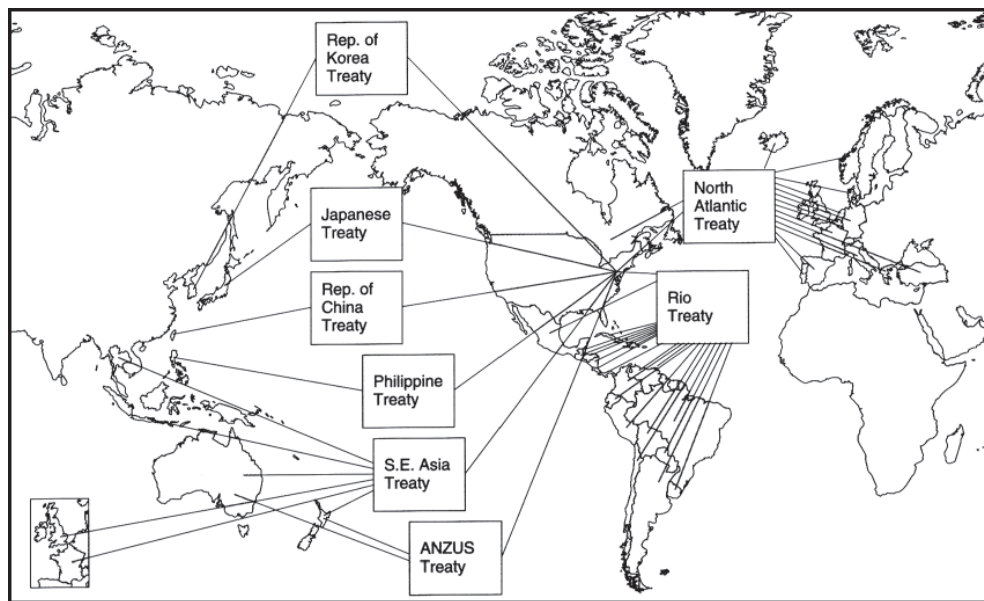 Rep. of
Korea
Treaty
Japanese
Treaty
Rep. of
China
Treaty
Philippine
Treaty
S.E. Asia
Treaty
ANZUS
Treaty
North
Atlantic
Treaty
Rio
Treaty